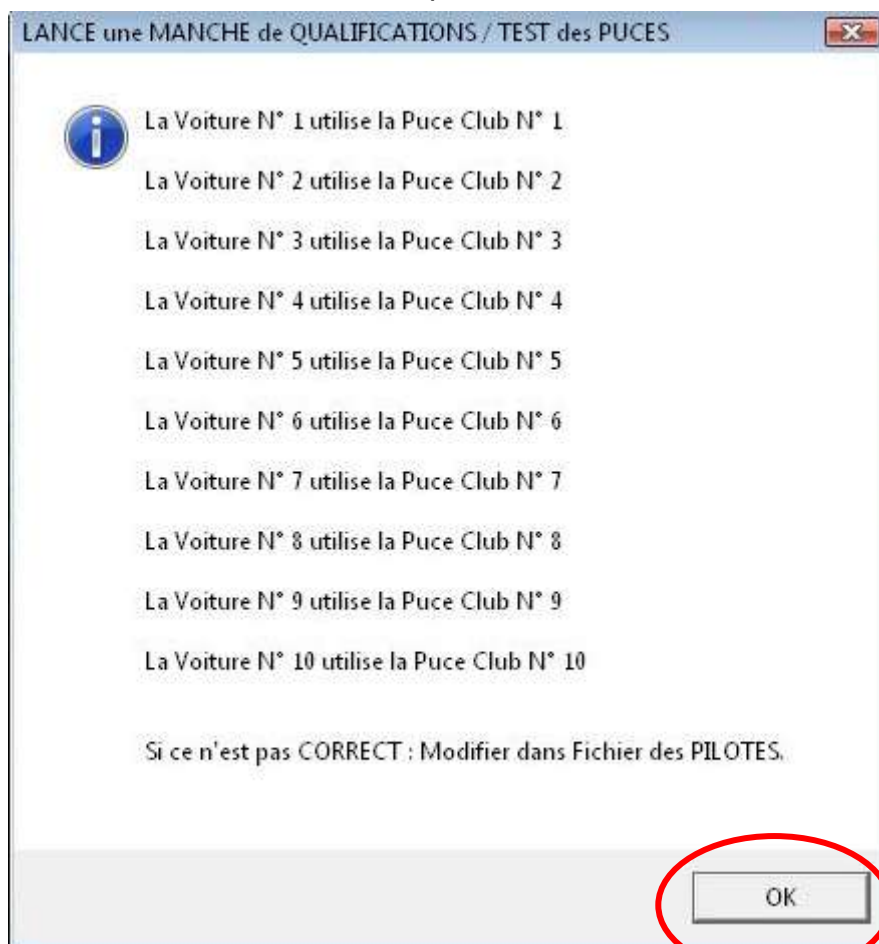 LANCE une MANCHE de QUALIFICATIONS / TEST des PUCES
La Voiture N° 1 utilise la Puce Club N° 1
La Voiture N° 2 utilise la Puce Club N° 2
La Voiture N° 3 utilise la Puce Club N° 3
La Voiture N° 4 utilise la Puce Club N° 4
La Voiture N° 5 utilise la Puce Club N° 5
La Voiture N° 6 utilise la Puce Club N° 6
La Voiture N° 7 utilise la Puce Club N° 7
La Voiture N° 8 utilise la Puce Club N° 8
La Voiture N° 9 utilise la Puce Club N° 9
La Voiture N° 10 utilise la Puce Club N° 10
Si ce n'est pas CORRECT : Modifier dans Fichier des PILOTES.
OK